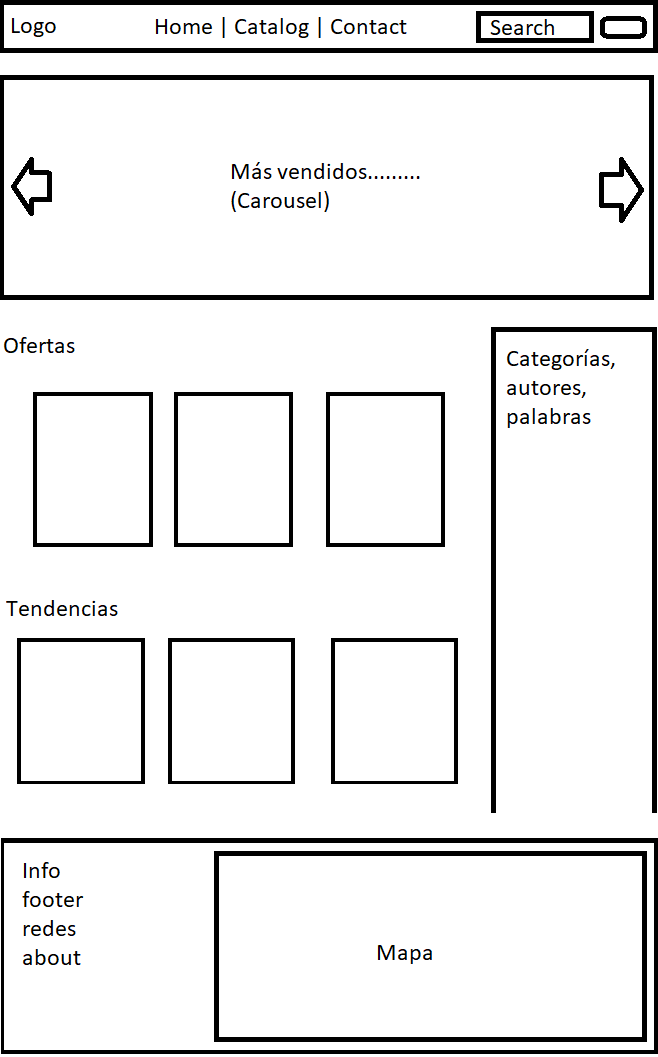 Logo
Home | Catalog | Contact
Search
Más vendidos.........
(Carousel)
Ofertas
Categorías,
autores,
palabras
Tendencias
Info
footer
redes
about
Mapa